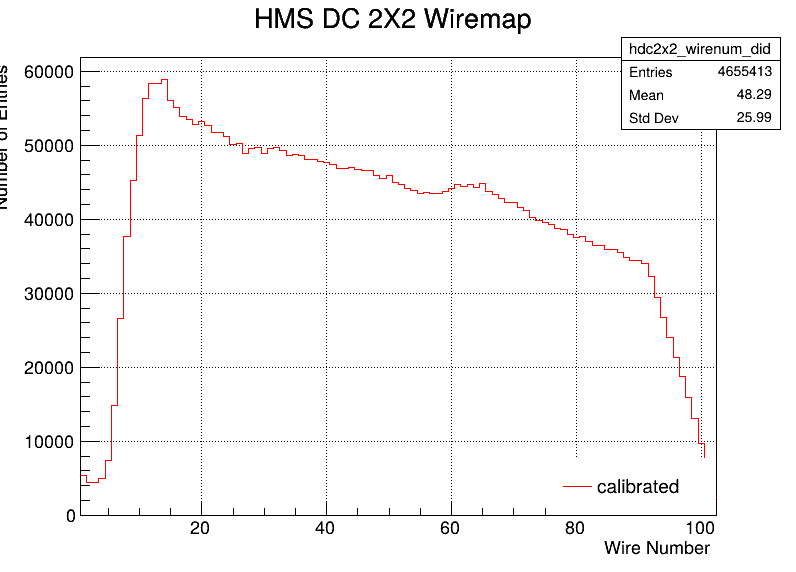 HMS DC 2X2 Wiremap
hdc2x2_wirenum_did
Entries 4655413
Mean 48.29
Std Dev 25.99
Number of Entries
60000
50000
40000
30000
20000
10000
0
calibrated
20 40 60 80 100
Wire Number